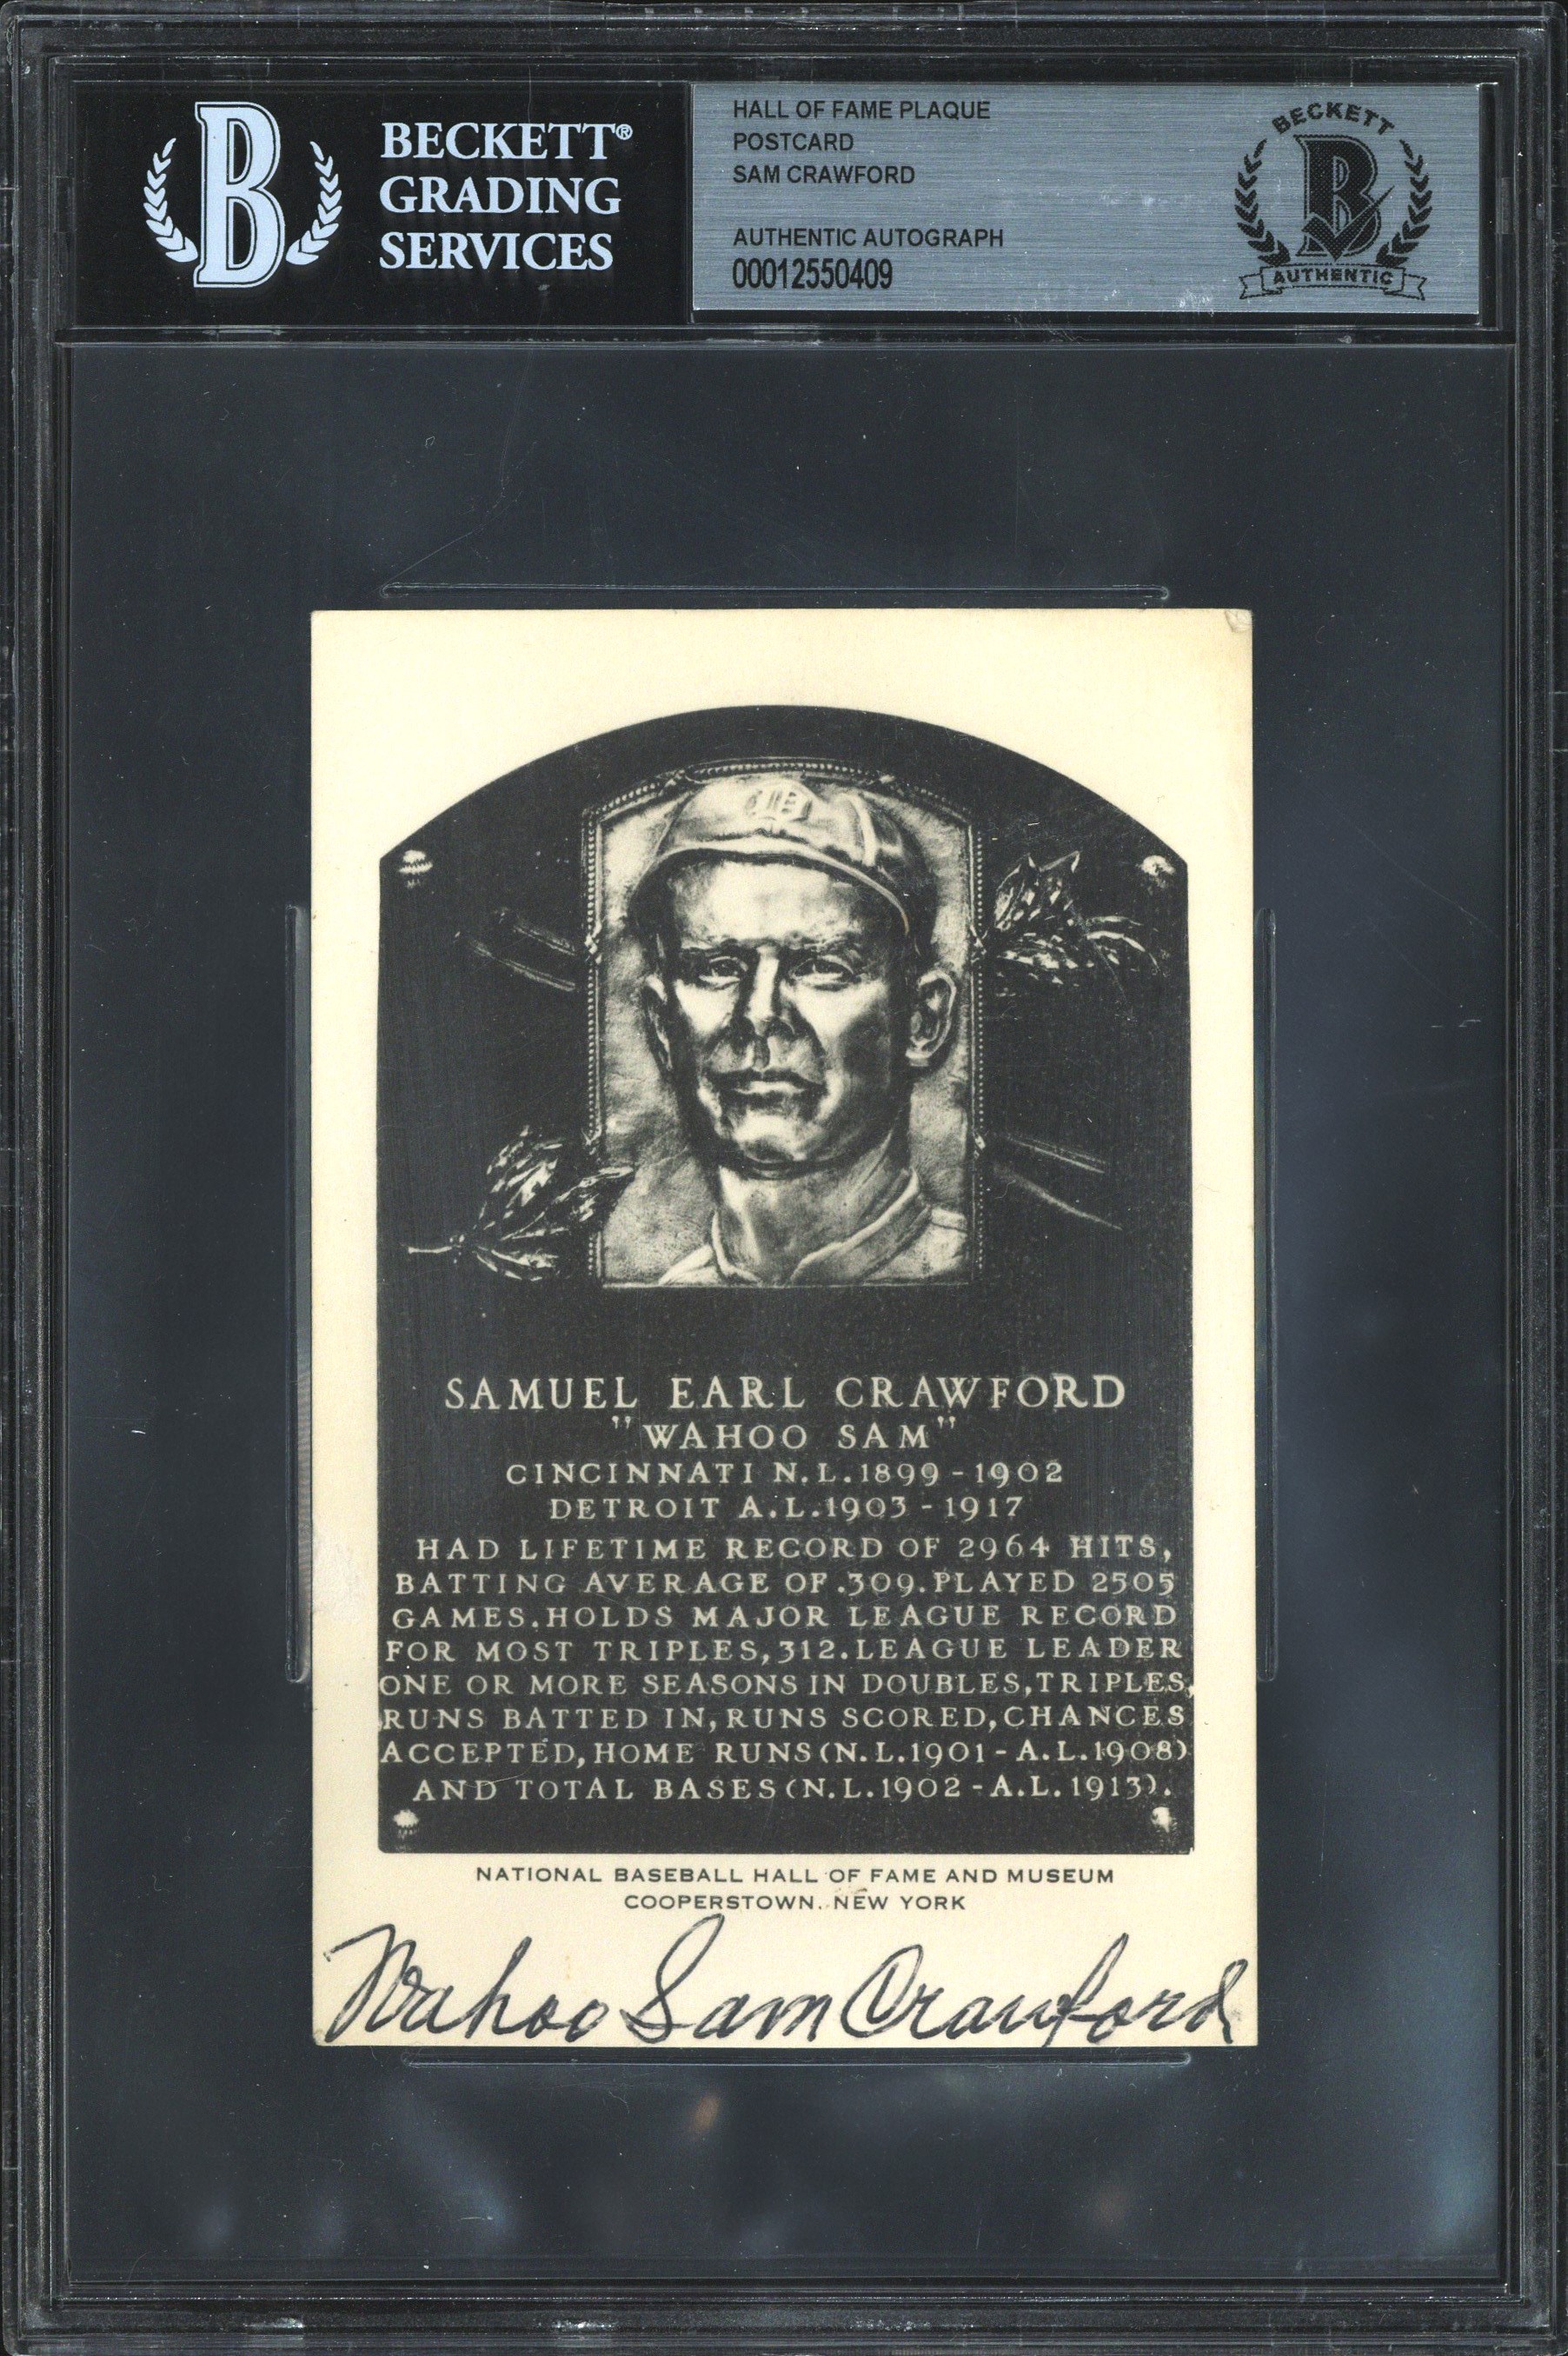 BECKETT®
GRADING
SERVICES
HALL OF FAME PLAQUE
POSTCARD
SAM CRAWFORD
AUTHENTIC AUTOGRAPH
00012550409
BECKETT
AUTHENTIC
SAMUEL EARL CRAWFORD
"WAHOO SAM"
CINCINNATI N.L.1899-1902
DETROIT A.L.1903-1917
HAD LIFETIME RECORD OF 2964 HITS,
BATTING AVERAGE OF .309. PLAYED 2505
GAMES. HOLDS MAJOR LEAGUE RECORD
FOR MOST TRIPLES, 312. LEAGUE LEADER
ONE OR MORE SEASONS IN DOUBLES, TRIPLES,
RUNS BATTED IN, RUNS SCORED, CHANCES
ACCEPTED, HOME RUNS (N.L.1901-A.L.1908)
AND TOTAL BASES (N.L.1902-A.L.1913).
NATIONAL BASEBALL HALL OF FAME AND MUSEUM
COOPERSTOWN, NEW YORK
Wahoo Sam Crawford